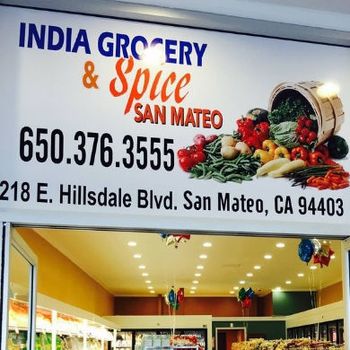 INDIA GROCERY
& Spice
SAN MATEO
650.376.3555
218 E. Hillsdale Blvd. San Mateo, CA 94403